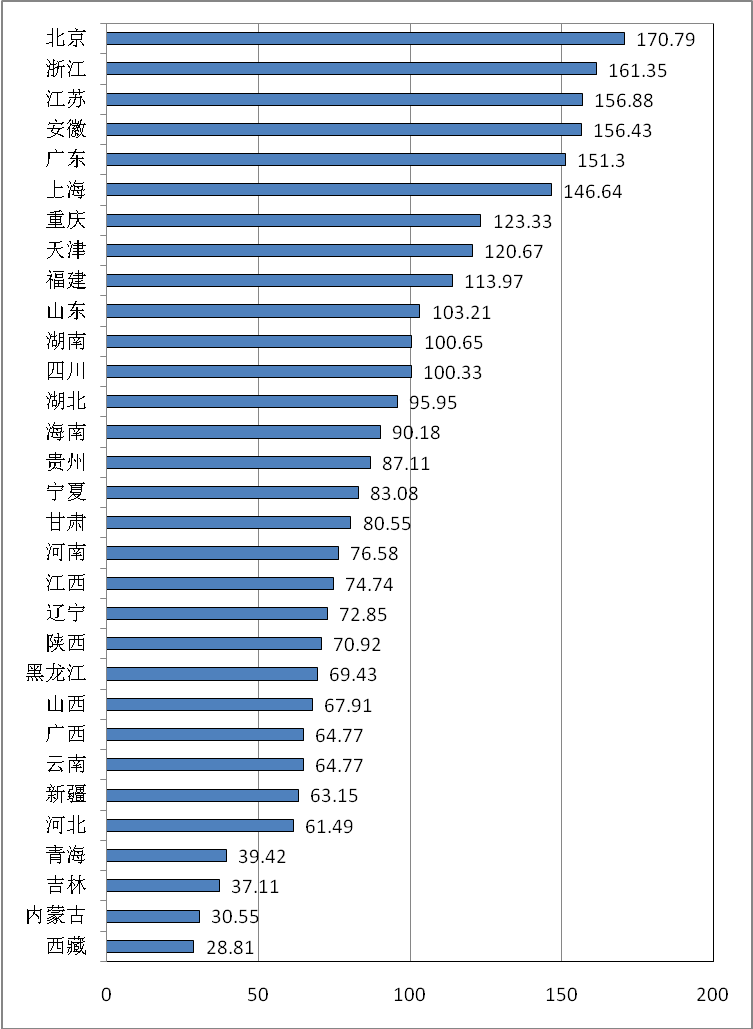 北京 170.79
浙江 161.35
江苏 156.88
安徽 156.43
广东 151.3
上海 146.64
重庆 123.33
天津 120.67
福建 113.97
山东 103.21
湖南 100.65
四川 100.33
湖北 95.95
海南 90.18
贵州 87.11
宁夏 83.08
甘肃 80.55
河南 76.58
江西 74.74
辽宁 72.85
陕西 70.92
黑龙江 69.43
山西 67.91
广西 64.77
云南 64.77
新疆 63.15
河北 61.49
青海 39.42
吉林 37.11
内蒙古 30.55
西藏 28.81
0 50 100 150 200